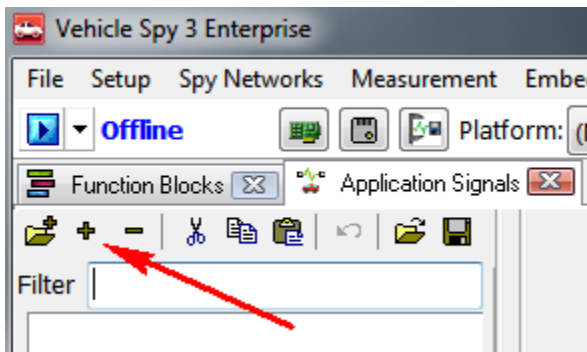 Vehicle Spy 3 Enterprise
File Setup Spy Networks Measurement
Offline Platform:
Function Blocks Application Signals
Filter